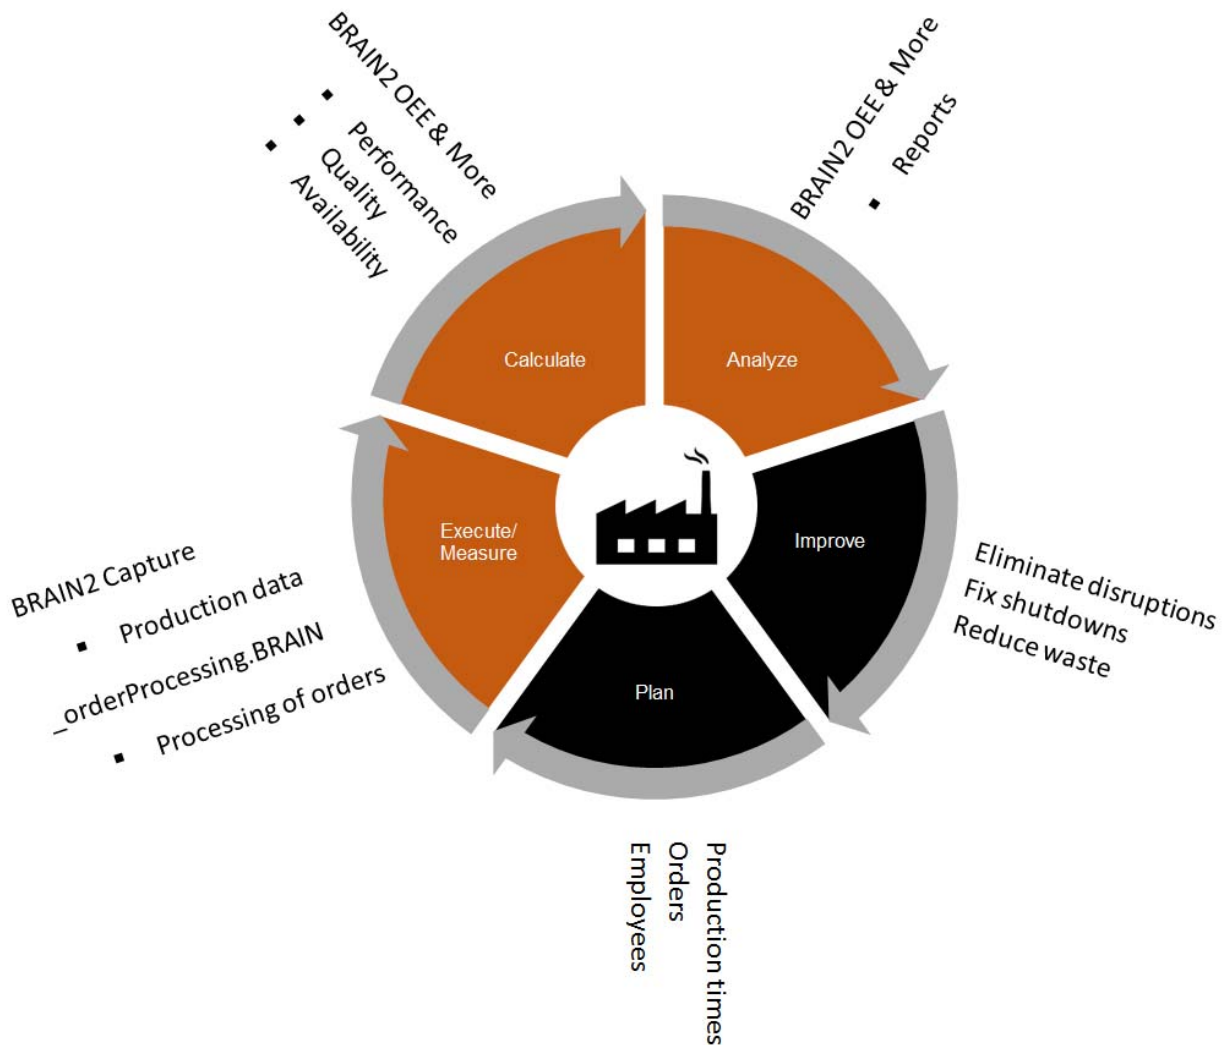 BRAIN2 OEE & More
Performance
Quality
Availability
BRAIN2 OEE & More
Reports
Calculate
Analyze
Execute/
Measure
Improve
Plan
BRAIN2 Capture
Production data
_orderProcessing.BRAIN
Processing of orders
Eliminate disruptions
Fix shutdowns
Reduce waste
Production times
Orders
Employees